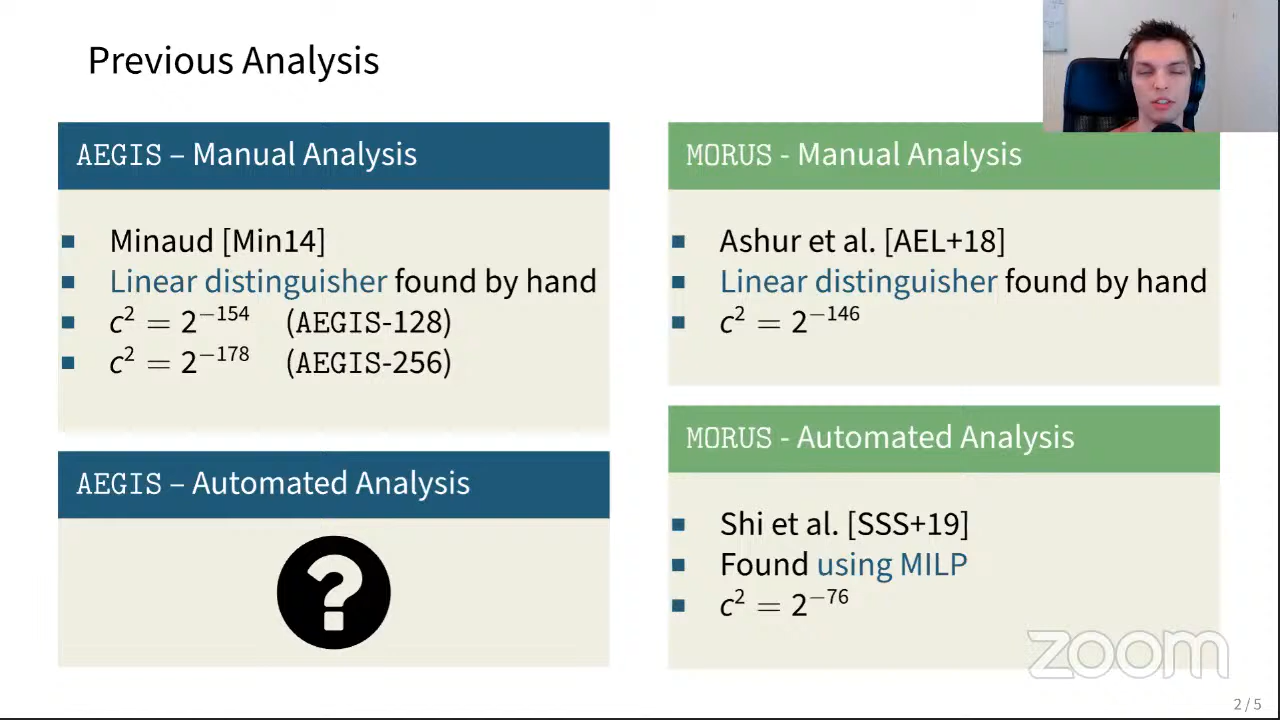 Previous Analysis
AEGIS – Manual Analysis
■ Minaud [Min14]
■ Linear distinguisher found by hand
■ c² = 2⁻¹⁵⁴ (AEGIS-128)
■ c² = 2⁻¹⁷⁸ (AEGIS-256)
AEGIS – Automated Analysis
?
MORUS - Manual Analysis
■ Ashur et al. [AEL+18]
■ Linear distinguisher found by hand
■ c² = 2⁻¹⁴⁶
MORUS - Automated Analysis
■ Shi et al. [SSS+19]
■ Found using MILP
■ c² = 2⁻⁷⁶
zoom
2 / 5